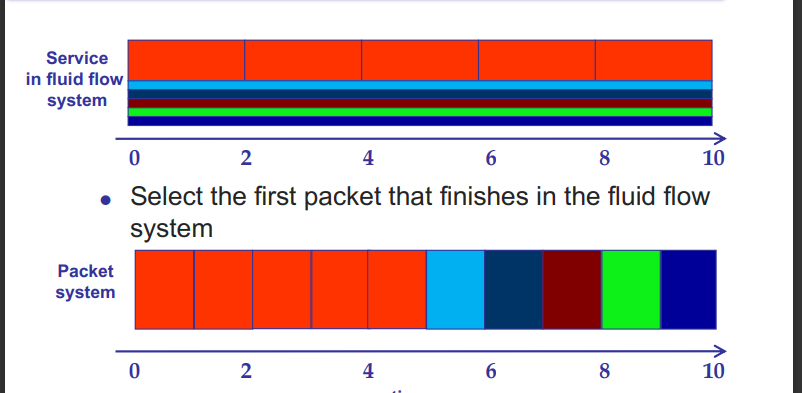 Service
in fluid flow
system
0 2 4 6 8 10
• Select the first packet that finishes in the fluid flow
system
Packet
system
0 2 4 6 8 10